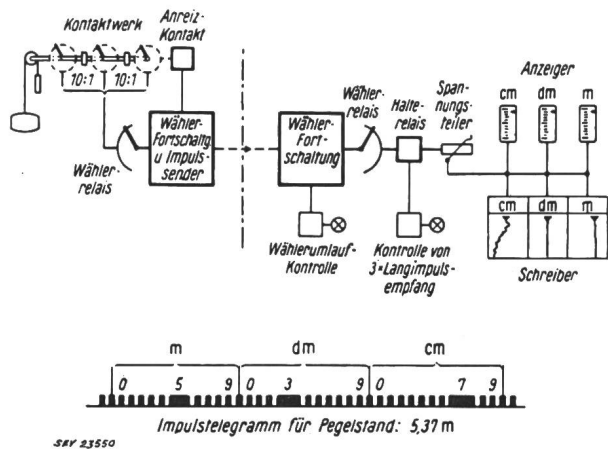 Kontaktwerk
Anreiz-
Kontakt
10:1 10:1
Wähler-
relais
Wähler-
Fortschaltg
u Impuls-
sender
Wähler-
Fort-
schaltung
Wählerumlauf-
Kontrolle
Wähler-
relais
Halte-
relais
Span-
nungs-
teiler
Kontrolle von
3×Langimpuls-
empfang
Anzeiger
cm dm m
cm dm m
Schreiber
m dm cm
0 5 9 0 3 9 0 7 9
Impulstelegramm für Pegelstand: 5,37 m
SRY 23550